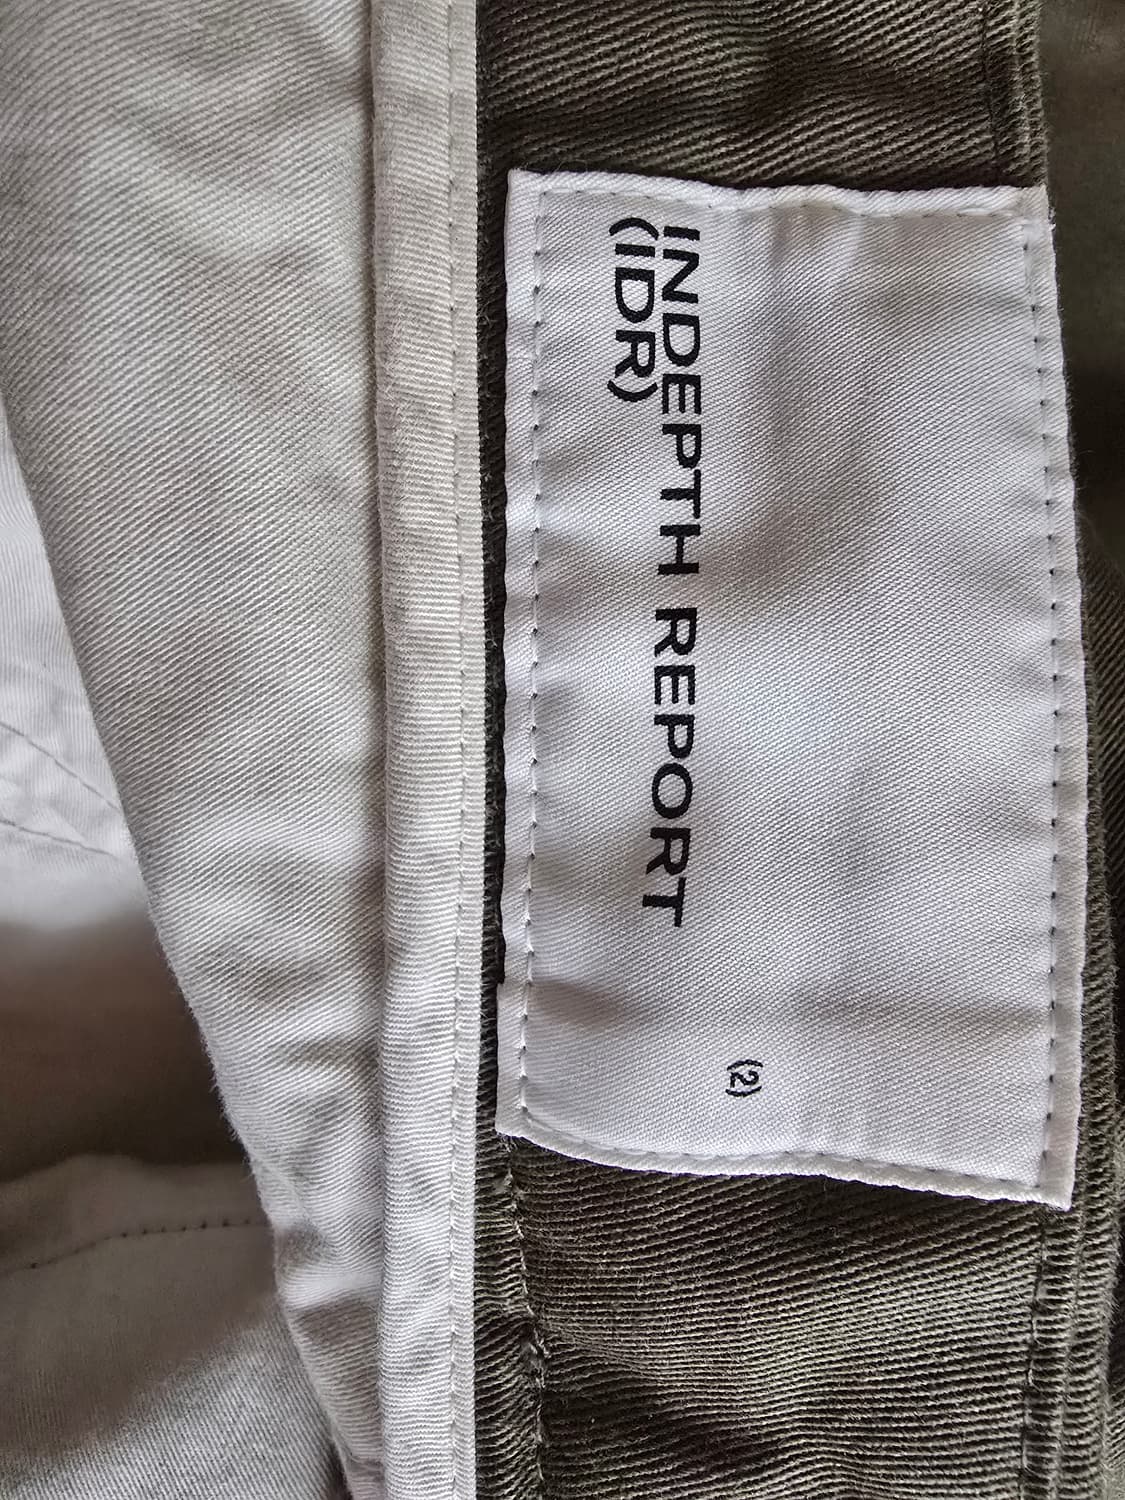 INDEPTH REPORT
(IDR)
(2)